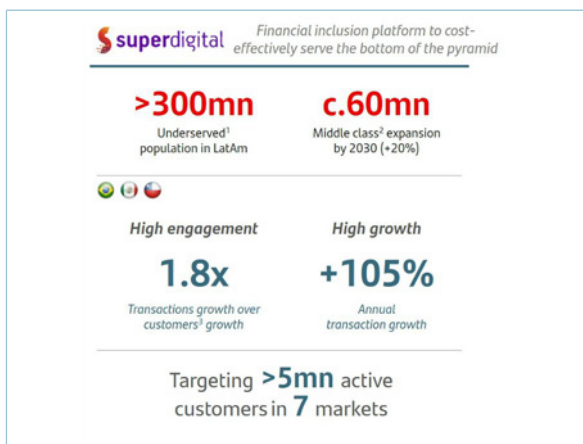 superdigital
Financial inclusion platform to cost-
effectively serve the bottom of the pyramid
>300mn
Underserved¹
population in LatAm
c.60mn
Middle class² expansion
by 2030 (+20%)
High engagement
1.8x
Transactions growth over
customers³ growth
High growth
+105%
Annual
transaction growth
Targeting >5mn active
customers in 7 markets